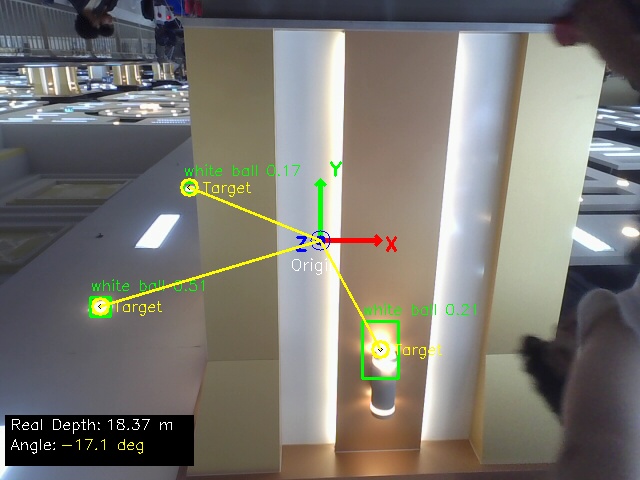 white ball 0.17
Target
Y
Z
X
Origi
white ball 0.51
Target
white ball 0.21
Target
Real Depth: 18.37 m
Angle: -17.1 deg